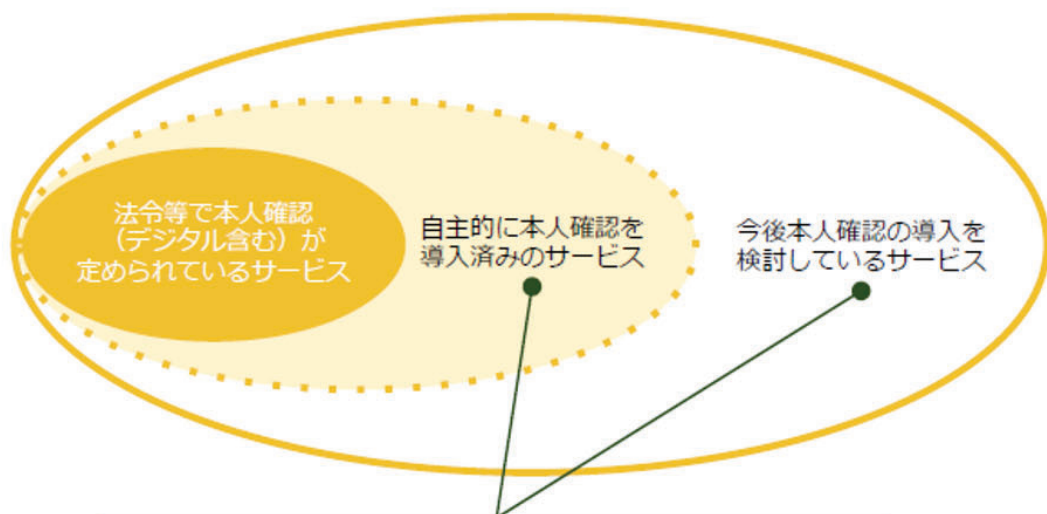 法令等で本人確認
（デジタル含む）が
定められているサービス
自主的に本人確認を
導入済みのサービス
今後本人確認の導入を
検討しているサービス